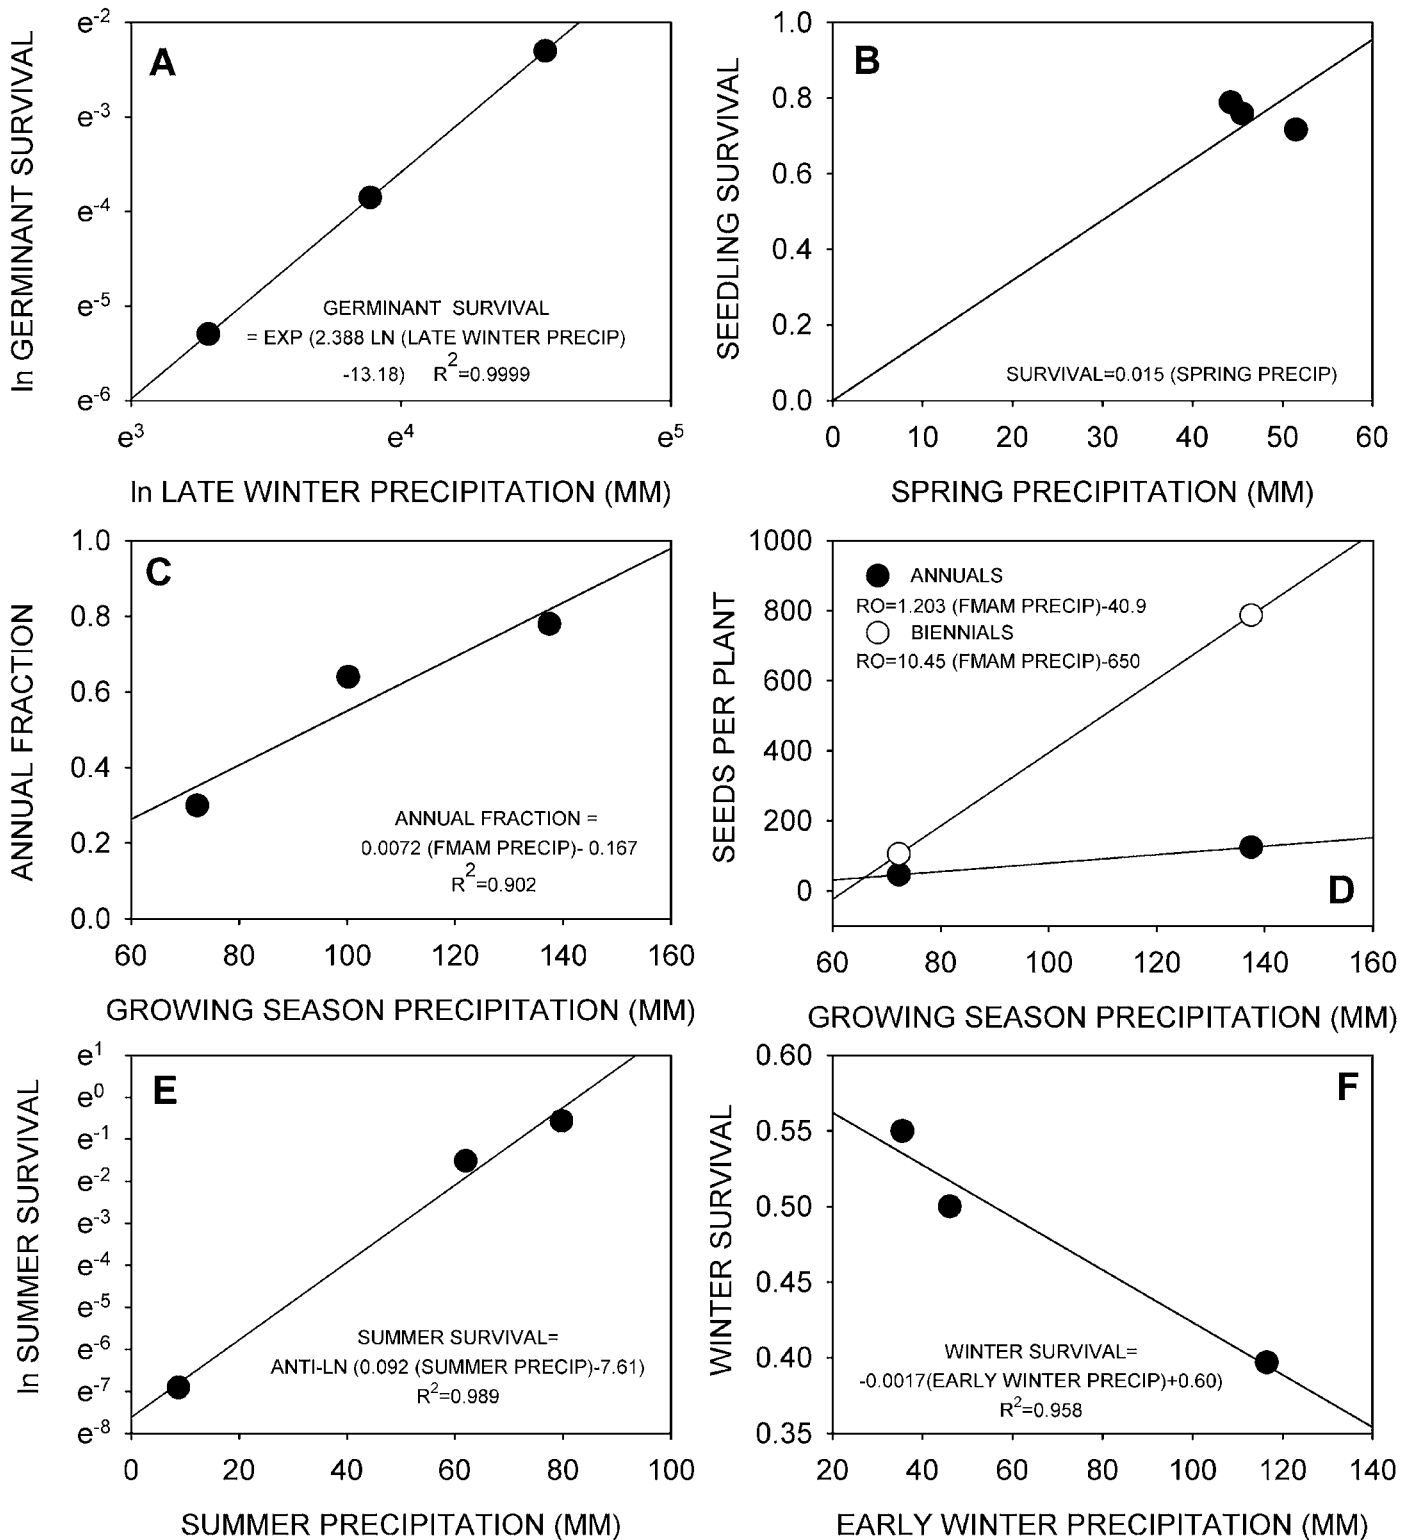 A
ln GERMINANT SURVIVAL
e-2
e-3
e-4
e-5
e-6
GERMINANT SURVIVAL
= EXP (2.388 LN (LATE WINTER PRECIP)
-13.18) R2=0.9999
e3 e4 e5
ln LATE WINTER PRECIPITATION (MM)
B
SEEDLING SURVIVAL
1.0
0.8
0.6
0.4
0.2
0.0
SURVIVAL=0.015 (SPRING PRECIP)
0 10 20 30 40 50 60
SPRING PRECIPITATION (MM)
C
ANNUAL FRACTION
1.0
0.8
0.6
0.4
0.2
0.0
ANNUAL FRACTION =
0.0072 (FMAM PRECIP)- 0.167
R2=0.902
60 80 100 120 140 160
GROWING SEASON PRECIPITATION (MM)
SEEDS PER PLANT
1000
800
600
400
200
0
ANNUALS
RO=1.203 (FMAM PRECIP)-40.9
BIENNIALS
RO=10.45 (FMAM PRECIP)-650
D
60 80 100 120 140 160
GROWING SEASON PRECIPITATION (MM)
E
ln SUMMER SURVIVAL
e1
e0
e-1
e-2
e-3
e-4
e-5
e-6
e-7
e-8
SUMMER SURVIVAL=
ANTI-LN (0.092 (SUMMER PRECIP)-7.61)
R2=0.989
0 20 40 60 80 100
SUMMER PRECIPITATION (MM)
F
WINTER SURVIVAL
0.60
0.55
0.50
0.45
0.40
0.35
WINTER SURVIVAL=
-0.0017(EARLY WINTER PRECIP)+0.60)
R2=0.958
20 40 60 80 100 120 140
EARLY WINTER PRECIPITATION (MM)